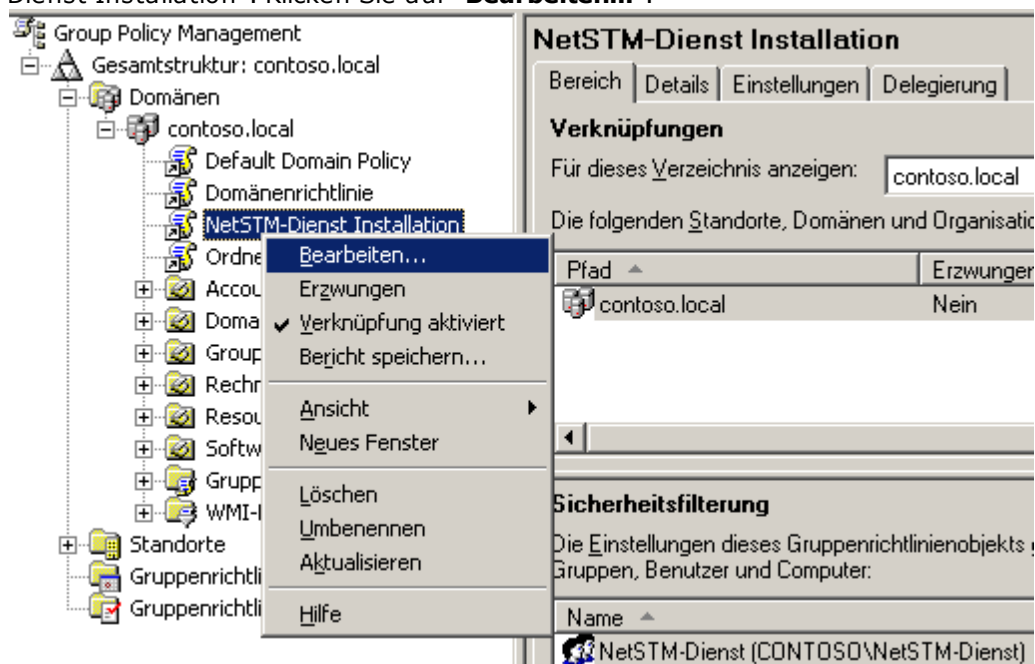 Dienst Installation". Klicken Sie auf "Bearbeiten...".
Group Policy Management
Gesamtstruktur: contoso.local
Domänen
contoso.local
Default Domain Policy
Domänenrichtlinie
NetSTM-Dienst Installation
Ordne
Accou
Doma
Group
Rechn
Resou
Softw
Grupp
WMI-
Standorte
Gruppenrichtli
Gruppenrichtli
Bearbeiten...
Erzwungen
Verknüpfung aktiviert
Bericht speichern...
Ansicht
Neues Fenster
Löschen
Umbenennen
Aktualisieren
Hilfe
NetSTM-Dienst Installation
Bereich Details Einstellungen Delegierung
Verknüpfungen
Für dieses Verzeichnis anzeigen: contoso.local
Die folgenden Standorte, Domänen und Organisatio
Pfad Erzwungen
contoso.local Nein
Sicherheitsfilterung
Die Einstellungen dieses Gruppenrichtlinienobjekts
Gruppen, Benutzer und Computer:
Name
NetSTM-Dienst (CONTOSO\NetSTM-Dienst)